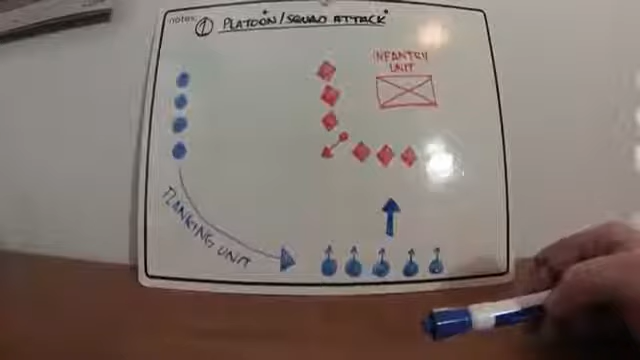 notes:
① PLATOON/SQUAD ATTACK
INFANTRY
UNIT
FLANKING UNIT